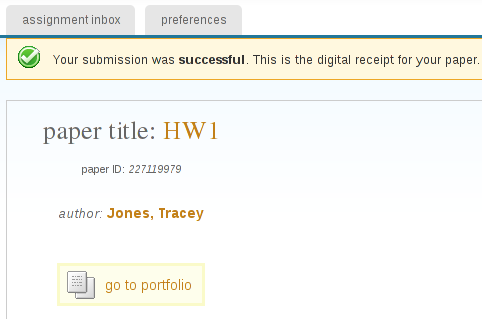 assignment inbox preferences
Your submission was successful. This is the digital receipt for your paper.
paper title: HW1
paper ID: 227119979
author: Jones, Tracey
go to portfolio